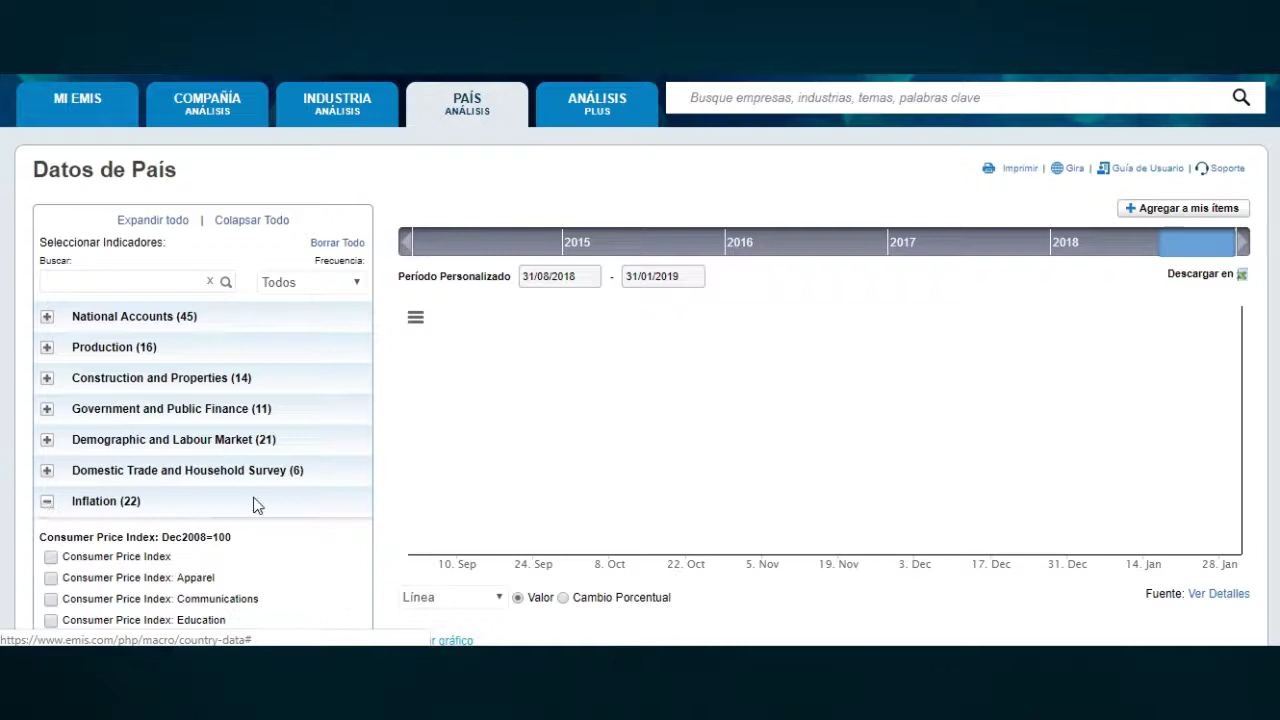 MI EMIS
COMPAÑÍA
ANÁLISIS
INDUSTRIA
ANÁLISIS
PAÍS
ANÁLISIS
ANÁLISIS
PLUS
Busque empresas, industrias, temas, palabras clave
Datos de País
Imprimir | Gira | Guía de Usuario | Soporte
Expandir todo | Colapsar Todo
Agregar a mis ítems
Seleccionar Indicadores: Borrar Todo
2015 2016 2017 2018
Buscar: Frecuencia:
x Todos
Período Personalizado 31/08/2018 - 31/01/2019
Descargar en
National Accounts (45)
Production (16)
Construction and Properties (14)
Government and Public Finance (11)
Demographic and Labour Market (21)
Domestic Trade and Household Survey (6)
Inflation (22)
Consumer Price Index: Dec2008=100
Consumer Price Index
Consumer Price Index: Apparel
Consumer Price Index: Communications
Consumer Price Index: Education
10. Sep 24. Sep 8. Oct 22. Oct 5. Nov 19. Nov 3. Dec 17. Dec 31. Dec 14. Jan 28. Jan
Línea Valor Cambio Porcentual
Fuente: Ver Detalles
https://www.emis.com/php/macro/country-data#
r gráfico